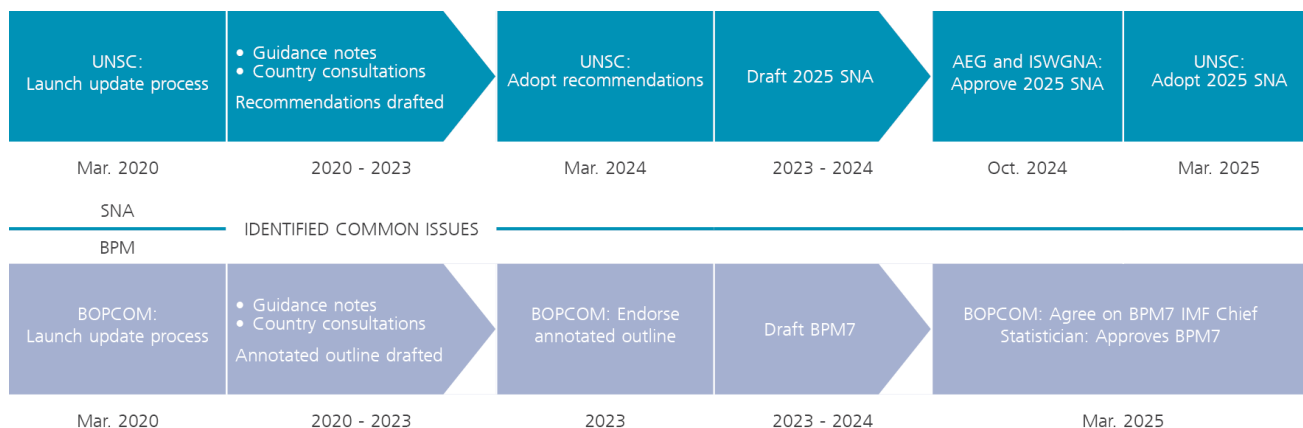 UNSC:
Launch update process
• Guidance notes
• Country consultations
Recommendations drafted
UNSC:
Adopt recommendations
Draft 2025 SNA
AEG and ISWGNA:
Approve 2025 SNA
UNSC:
Adopt 2025 SNA
Mar. 2020
2020 - 2023
Mar. 2024
2023 - 2024
Oct. 2024
Mar. 2025
SNA
IDENTIFIED COMMON ISSUES
BPM
BOPCOM:
Launch update process
• Guidance notes
• Country consultations
Annotated outline drafted
BOPCOM: Endorse
annotated outline
Draft BPM7
BOPCOM: Agree on BPM7 IMF Chief
Statistician: Approves BPM7
Mar. 2020
2020 - 2023
2023
2023 - 2024
Mar. 2025